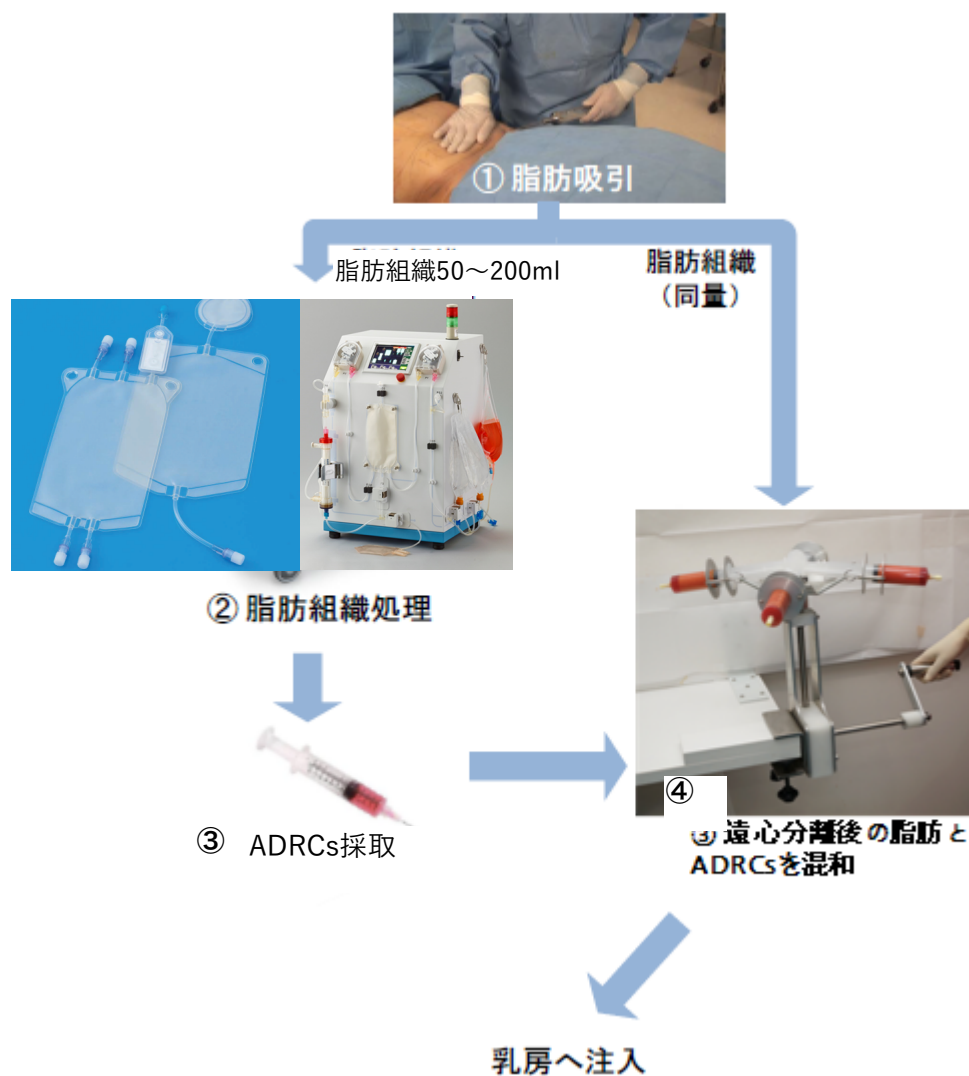 ① 脂肪吸引
脂肪組織50～200ml
脂肪組織
（同量）
② 脂肪組織処理
③ ADRCs採取
④
③ 遠心分離後の脂肪と
ADRCsを混和
乳房へ注入